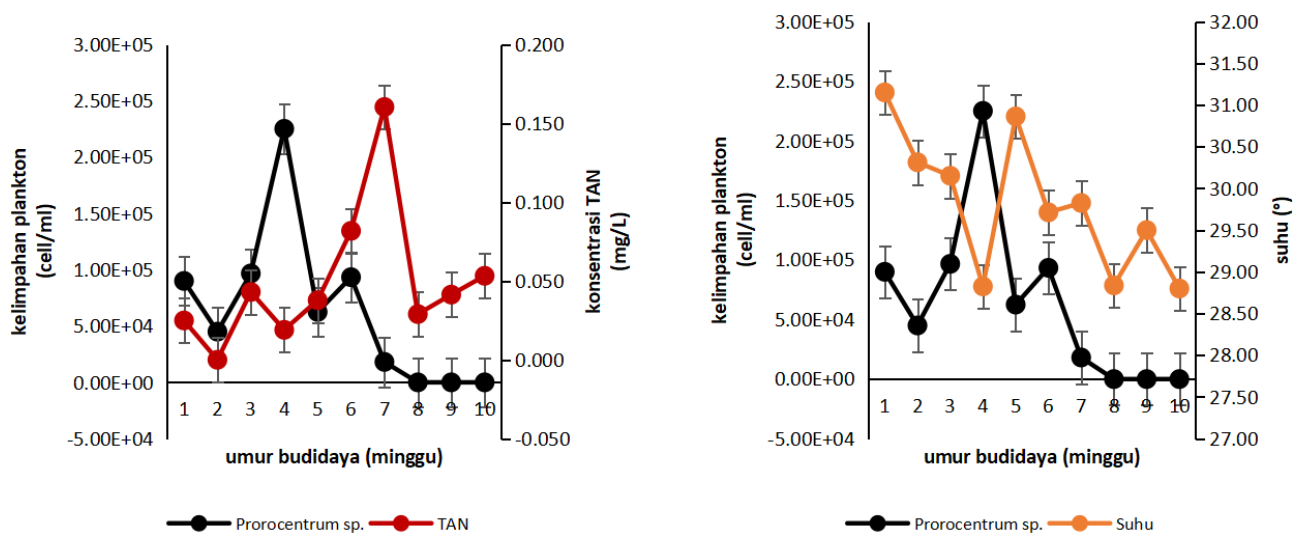 3.00E+05
2.50E+05
2.00E+05
1.50E+05
1.00E+05
5.00E+04
0.00E+00
-5.00E+04
kelimpahan plankton
(cell/ml)
0.200
0.150
0.100
0.050
0.000
-0.050
konsentrasi TAN
(mg/L)
1 2 3 4 5 6 7 8 9 10
umur budidaya (minggu)
Prorocentrum sp. TAN
3.00E+05
2.50E+05
2.00E+05
1.50E+05
1.00E+05
5.00E+04
0.00E+00
-5.00E+04
kelimpahan plankton
(cell/ml)
32.00
31.50
31.00
30.50
30.00
29.50
29.00
28.50
28.00
27.50
27.00
suhu (°)
1 2 3 4 5 6 7 8 9 10
umur budidaya (minggu)
Prorocentrum sp. Suhu